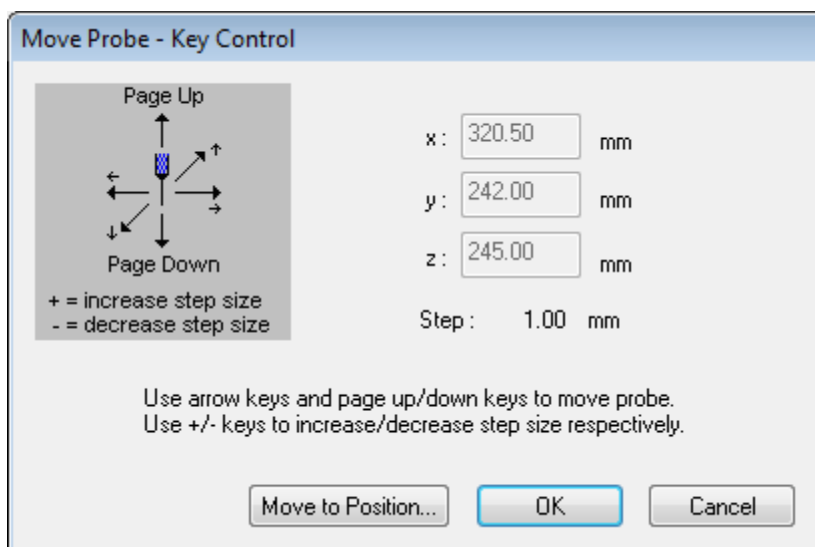 Move Probe - Key Control
Page Up
Page Down
+ = increase step size
- = decrease step size
x : 320.50 mm
y : 242.00 mm
z : 245.00 mm
Step : 1.00 mm
Use arrow keys and page up/down keys to move probe.
Use +/- keys to increase/decrease step size respectively.
Move to Position... OK Cancel